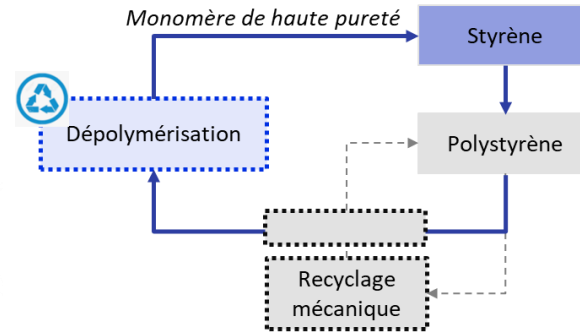 Monomère de haute pureté
Styrène
Dépolymérisation
Polystyrène
Recyclage
mécanique